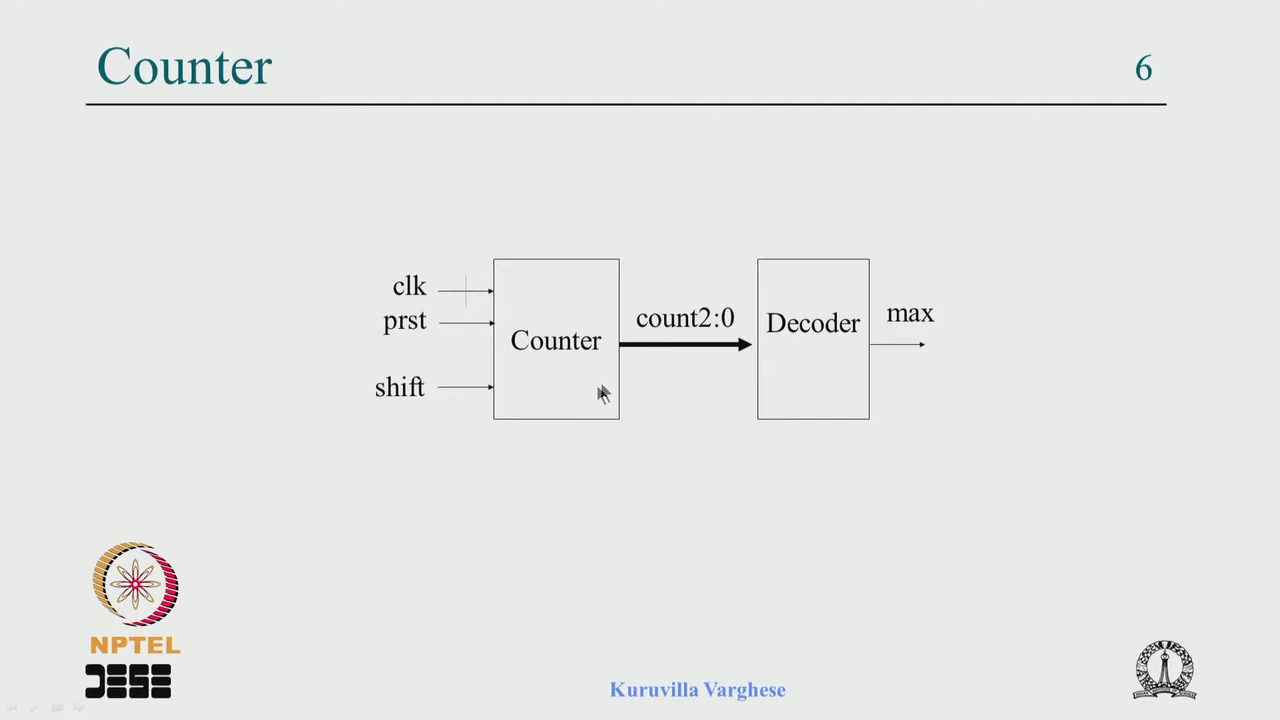 Counter
6
clk
prst
shift
Counter
count2:0
Decoder
max
NPTEL
Kuruvilla Varghese